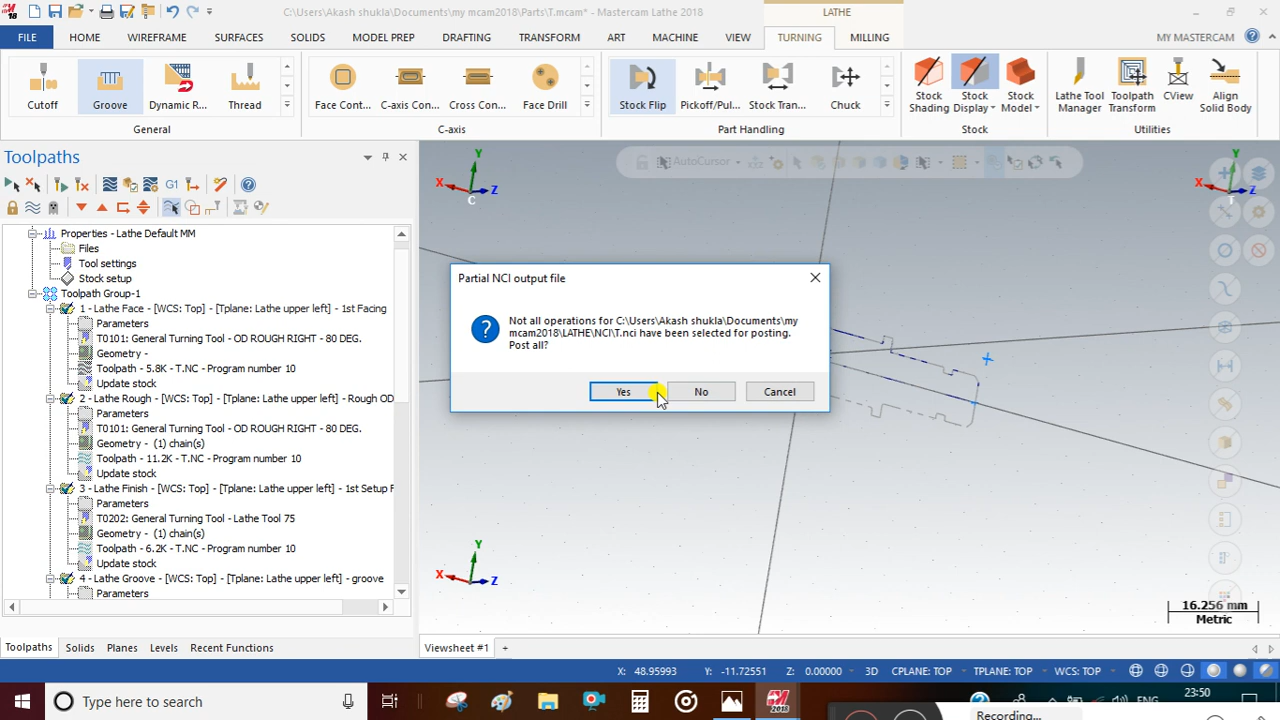 C:\Users\Akash shukla\Documents\my mcam2018\Parts\T.mcam* - Mastercam Lathe 2018
LATHE
FILE
HOME
WIREFRAME
SURFACES
SOLIDS
MODEL PREP
DRAFTING
TRANSFORM
ART
MACHINE
VIEW
TURNING
MILLING
MY MASTERCAM
Cutoff
Groove
Dynamic R...
Thread
General
Face Cont...
C-axis Con...
Cross Con...
Face Drill
C-axis
Stock Flip
Pickoff/Pul...
Stock Tran...
Chuck
Part Handling
Stock Shading
Stock Display
Stock Model
Stock
Lathe Tool Manager
Toolpath Transform
CView
Align Solid Body
Utilities
Toolpaths
G1
Properties - Lathe Default MM
Files
Tool settings
Stock setup
Toolpath Group-1
1 - Lathe Face - [WCS: Top] - [Tplane: Lathe upper left] - 1st Facing
Parameters
T0101: General Turning Tool - OD ROUGH RIGHT - 80 DEG.
Geometry -
Toolpath - 5.8K - T.NC - Program number 10
Update stock
2 - Lathe Rough - [WCS: Top] - [Tplane: Lathe upper left] - Rough OD
Parameters
T0101: General Turning Tool - OD ROUGH RIGHT - 80 DEG.
Geometry - (1) chain(s)
Toolpath - 11.2K - T.NC - Program number 10
Update stock
3 - Lathe Finish - [WCS: Top] - [Tplane: Lathe upper left] - 1st Setup F
Parameters
T0202: General Turning Tool - Lathe Tool 75
Geometry - (1) chain(s)
Toolpath - 6.2K - T.NC - Program number 10
Update stock
4 - Lathe Groove - [WCS: Top] - [Tplane: Lathe upper left] - groove
Parameters
Toolpaths
Solids
Planes
Levels
Recent Functions
AutoCursor
Y
X
Z
C
Y
X
Z
T
Y
X
Z
Partial NCI output file
Not all operations for C:\Users\Akash shukla\Documents\my
mcam2018\LATHE\NCI\T.nci have been selected for posting.
Post all?
Yes
No
Cancel
16.256 mm
Metric
Viewsheet #1
+
X: 48.95993
Y: -11.72551
Z: 0.00000
3D
CPLANE: TOP
TPLANE: TOP
WCS: TOP
Type here to search
2018
ENG
23:50
Recording...